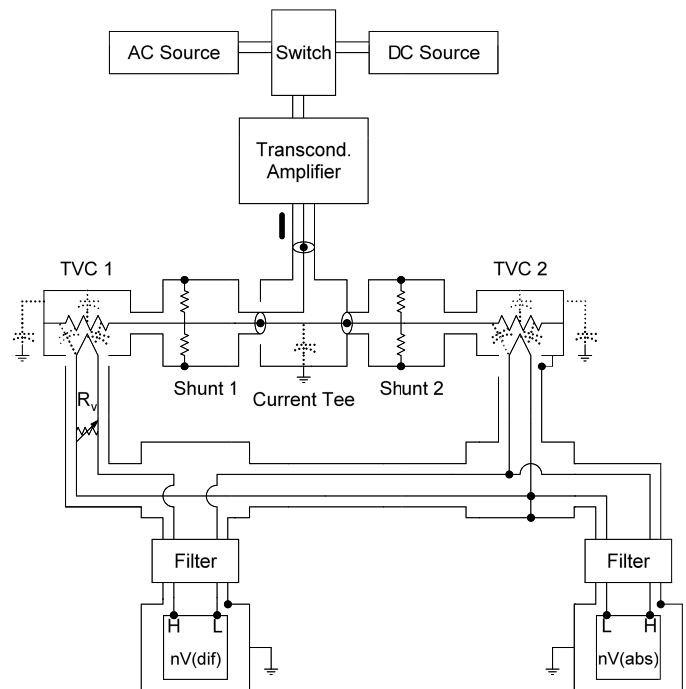 AC Source
Switch
DC Source
Transcond.
Amplifier
I
TVC 1
TVC 2
Shunt 1
Current Tee
Shunt 2
Rv
Filter
Filter
H
L
L
H
nV(dif)
nV(abs)